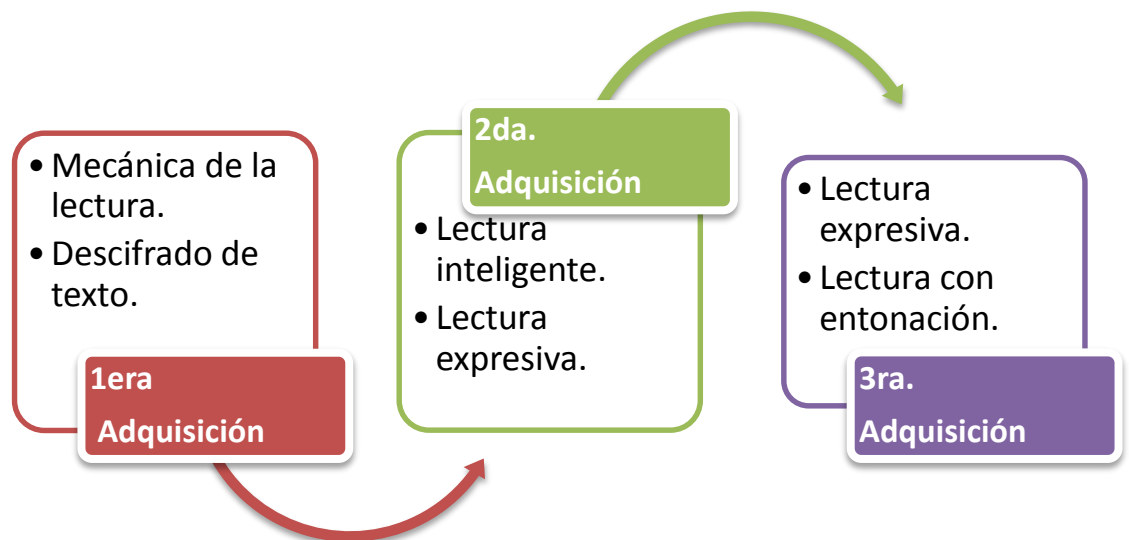 • Mecánica de la
lectura.
• Descifrado de
texto.
1era
Adquisición
2da.
Adquisición
• Lectura
inteligente.
• Lectura
expresiva.
• Lectura
expresiva.
• Lectura con
entonación.
3ra.
Adquisición